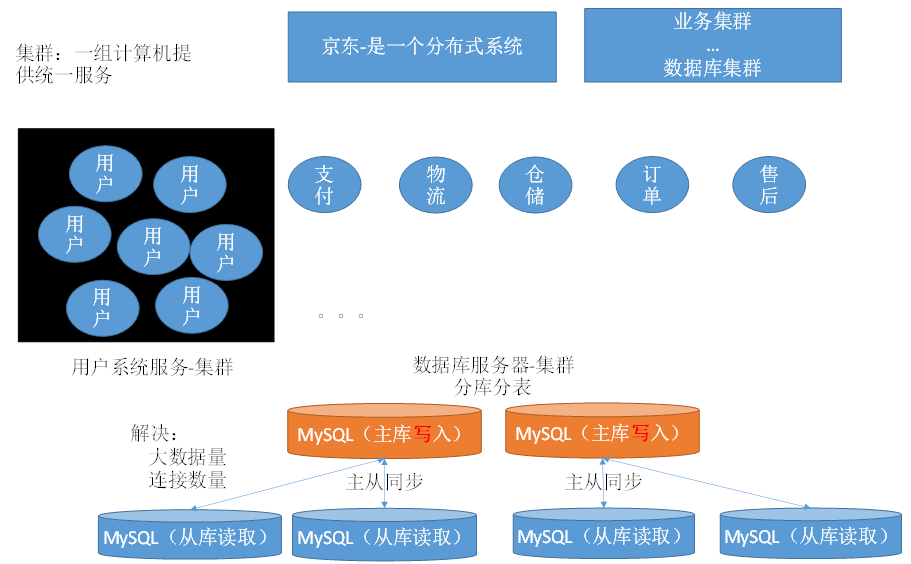 集群：一组计算机提
供统一服务
京东-是一个分布式系统
业务集群
...
数据库集群
用
户
用
户
用
户
用
户
用
户
用
户
用
户
支
付
物
流
仓
储
订
单
售
后
。。。
用户系统服务-集群
数据库服务器-集群
分库分表
解决：
大数据量
连接数量
MySQL（主库写入）
MySQL（主库写入）
主从同步
主从同步
MySQL（从库读取）
MySQL（从库读取）
MySQL（从库读取）
MySQL（从库读取）